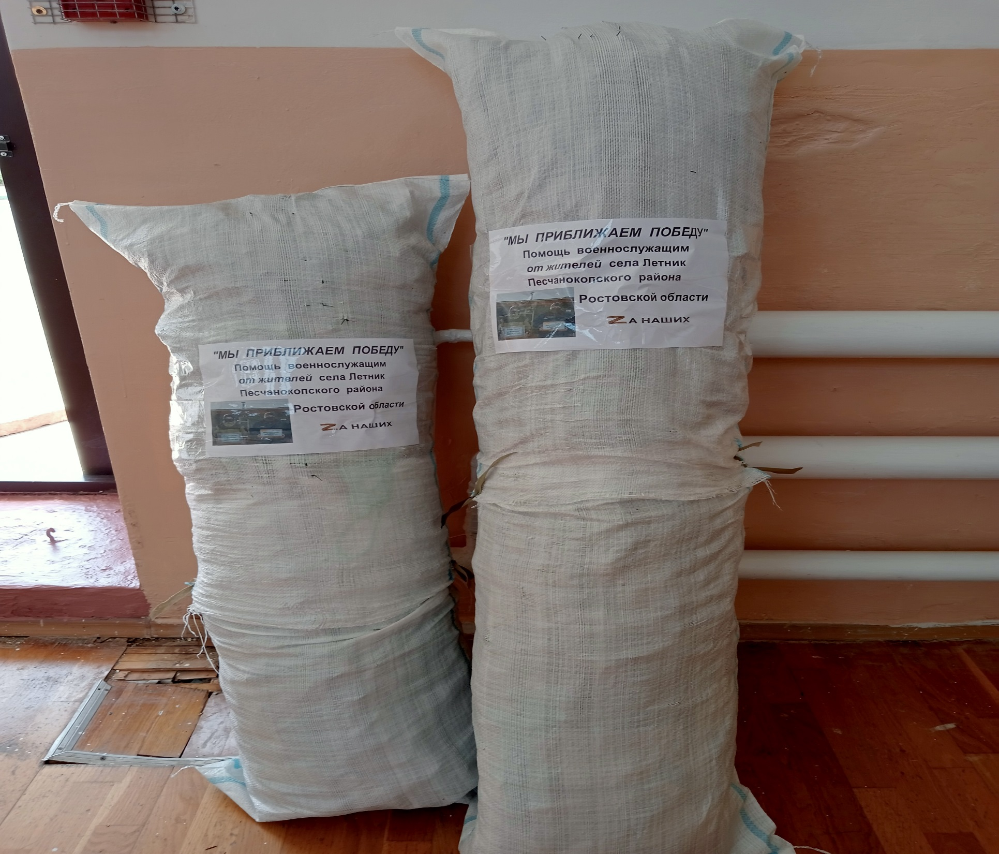 "МЫ ПРИБЛИЖАЕМ ПОБЕДУ"
Помощь военнослужащим
от жителей села Летник
Песчанокопского района
Ростовской области
ZА НАШИХ
"МЫ ПРИБЛИЖАЕМ ПОБЕДУ"
Помощь военнослужащим
от жителей села Летник
Песчанокопского района
Ростовской области
ZА НАШИХ